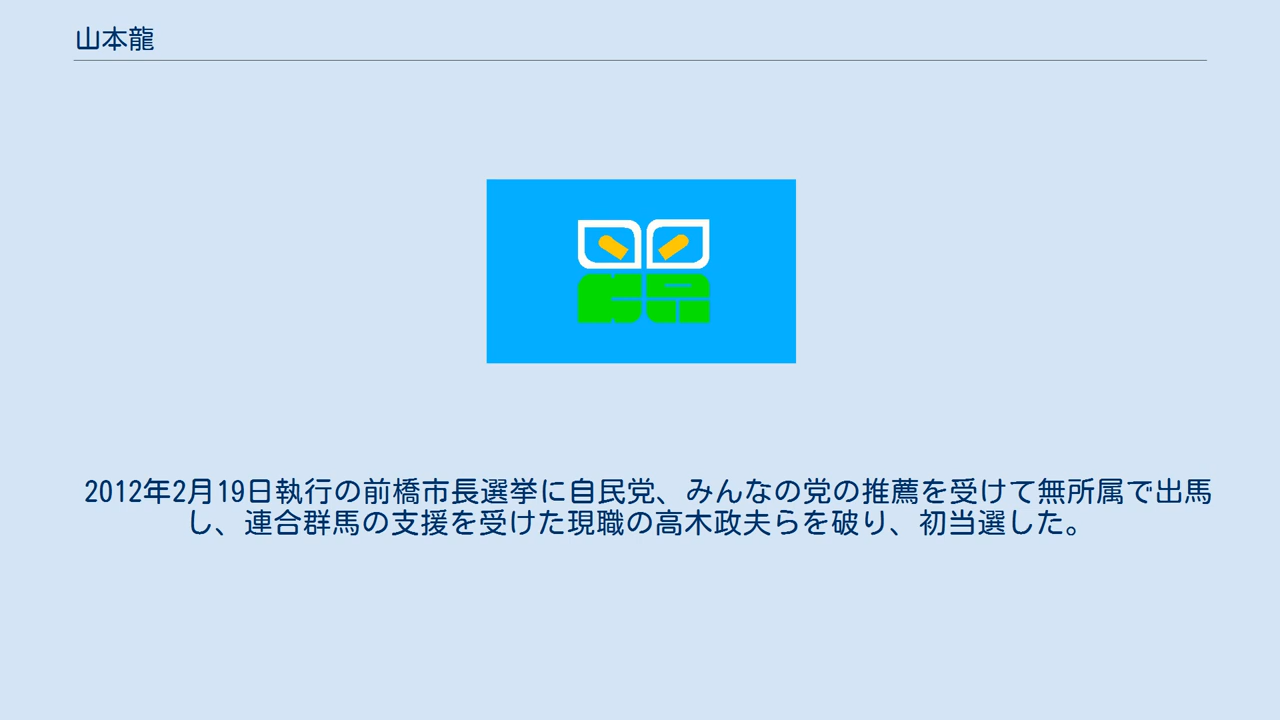 山本龍
2012年2月19日執行の前橋市長選挙に自民党、みんなの党の推薦を受けて無所属で出馬
し、連合群馬の支援を受けた現職の高木政夫らを破り、初当選した。